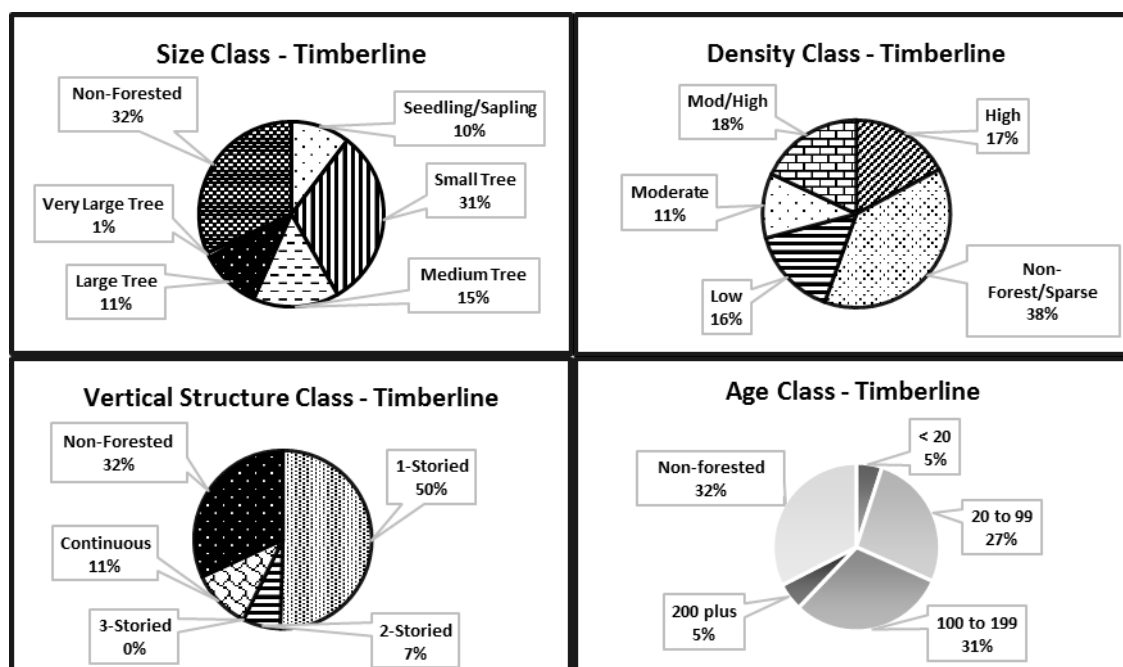 Size Class - Timberline
Non-Forested
32%
Seedling/Sapling
10%
Small Tree
31%
Very Large Tree
1%
Large Tree
11%
Medium Tree
15%
Density Class - Timberline
Mod/High
18%
High
17%
Moderate
11%
Low
16%
Non-
Forest/Sparse
38%
Vertical Structure Class - Timberline
Non-Forested
32%
1-Storied
50%
Continuous
11%
3-Storied
0%
2-Storied
7%
Age Class - Timberline
< 20
5%
Non-forested
32%
20 to 99
27%
200 plus
5%
100 to 199
31%